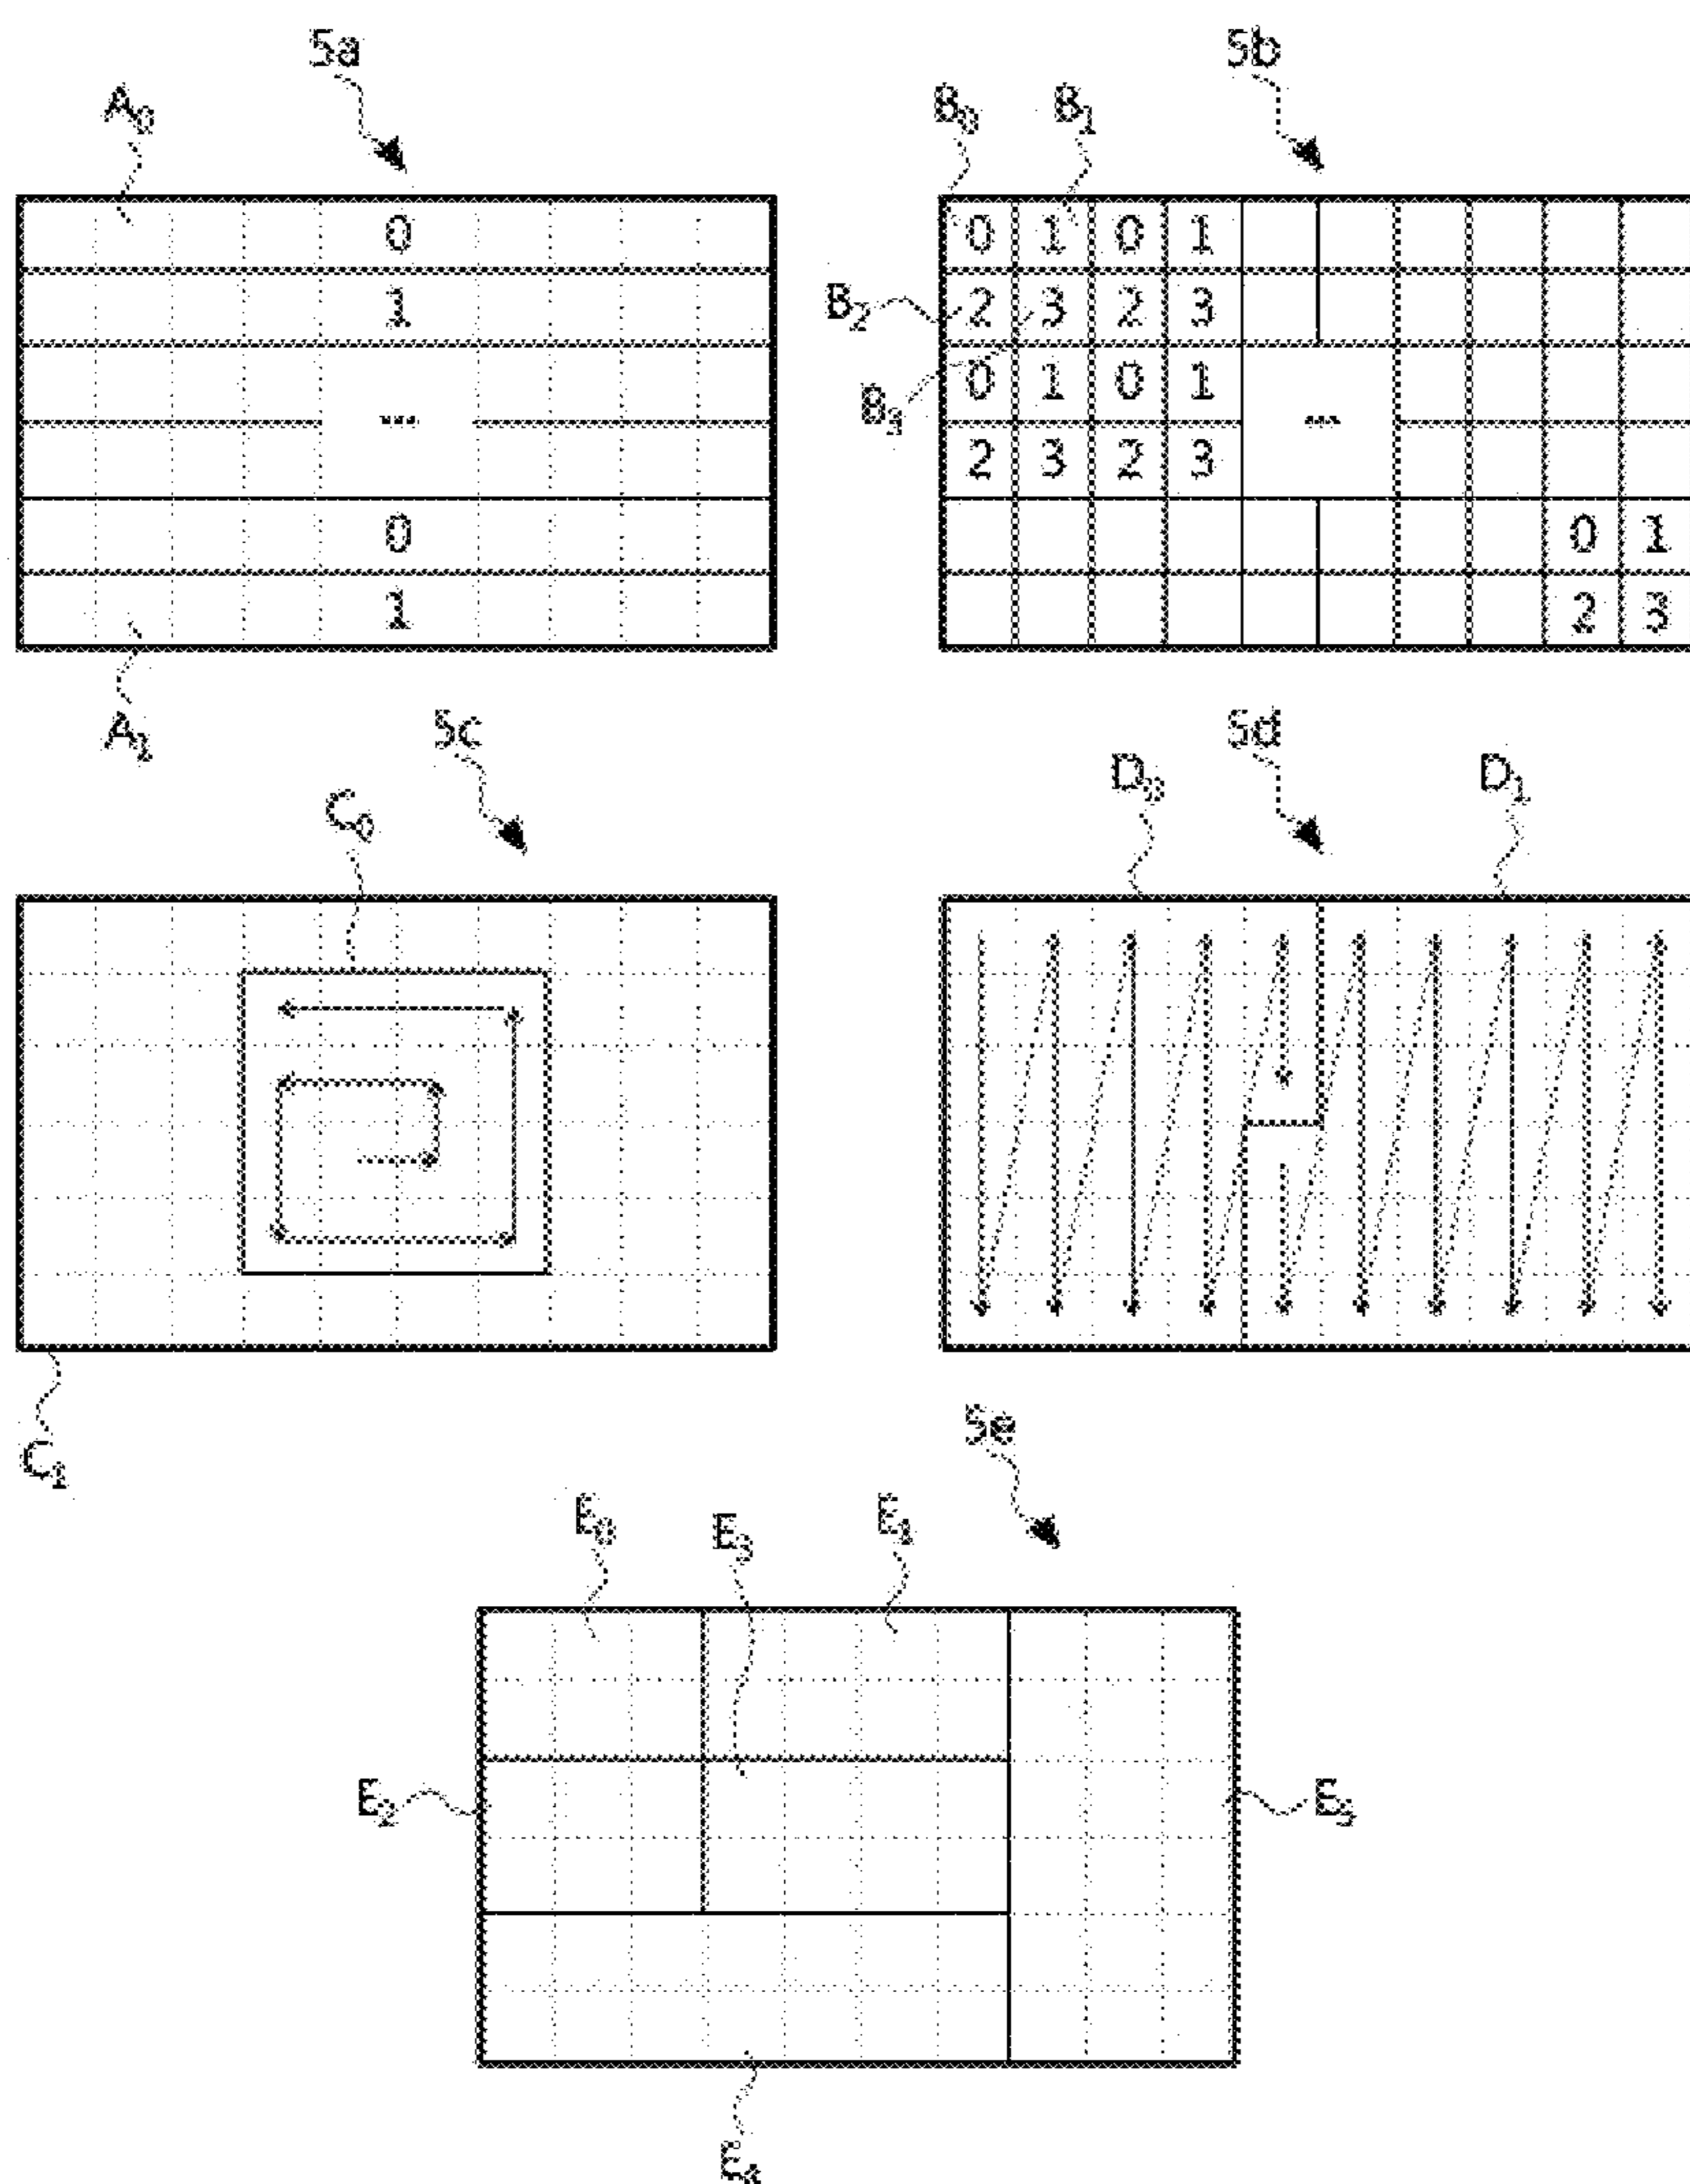 5a 5b
A₀ B₀ B₁
0 0 1 0 1
1 B₂ 2 3 2 3
B₃ 0 1 0 1
... ...
2 3 2 3
0 0 1
1 2 3
A₁ 5c 5d
C₀ D₀ D₁
C₁ 5e
E₀ E₃ E₁
E₂ E₅
E₄